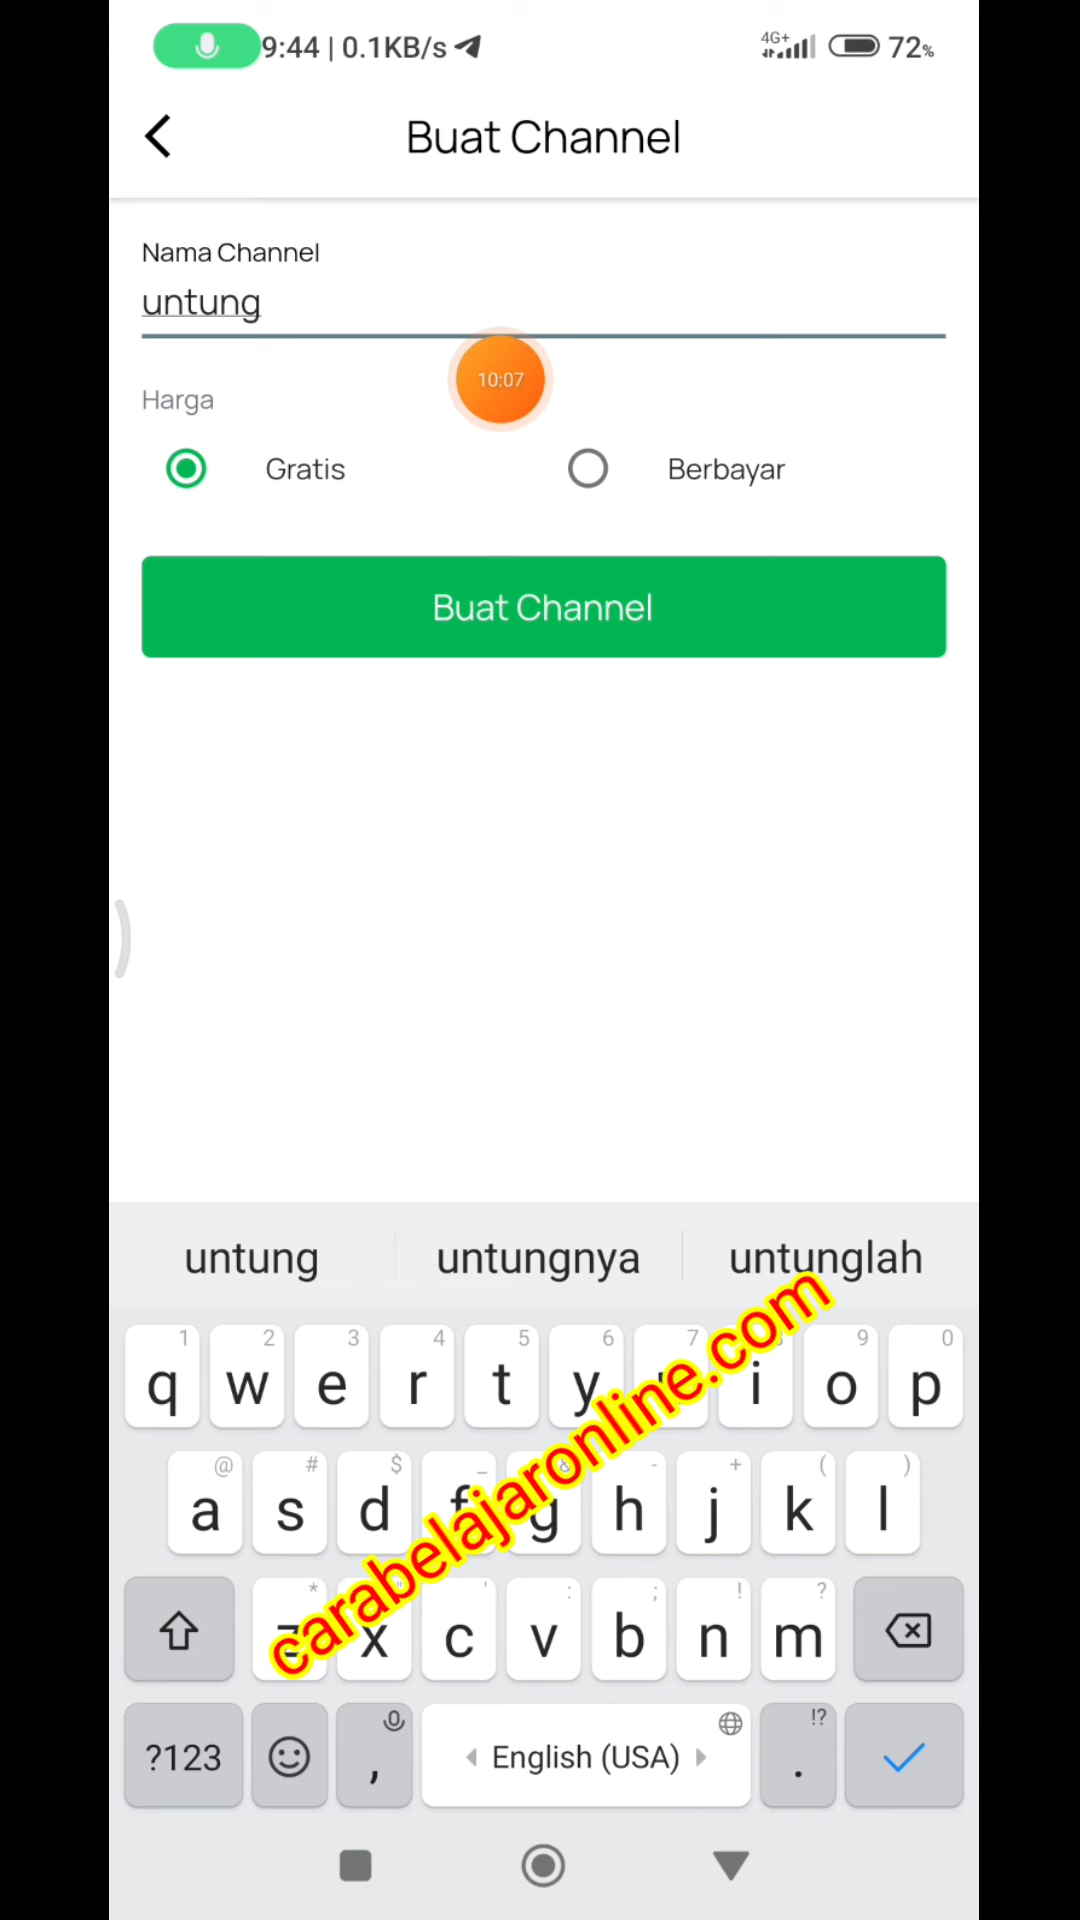 9:44 | 0.1KB/s 4G+ 72%
Buat Channel
Nama Channel
untung
10:07
Harga
Gratis Berbayar
Buat Channel
untung untungnya untunglah
1 2 3 4 5 6 7 9 0
q w e r t y i o p
@ # $ _ & - + ( )
a s d f g h j k l
* " ' : ; ! ?
z x c v b n m
carabelajaronline.com
?123 , English (USA) !? .